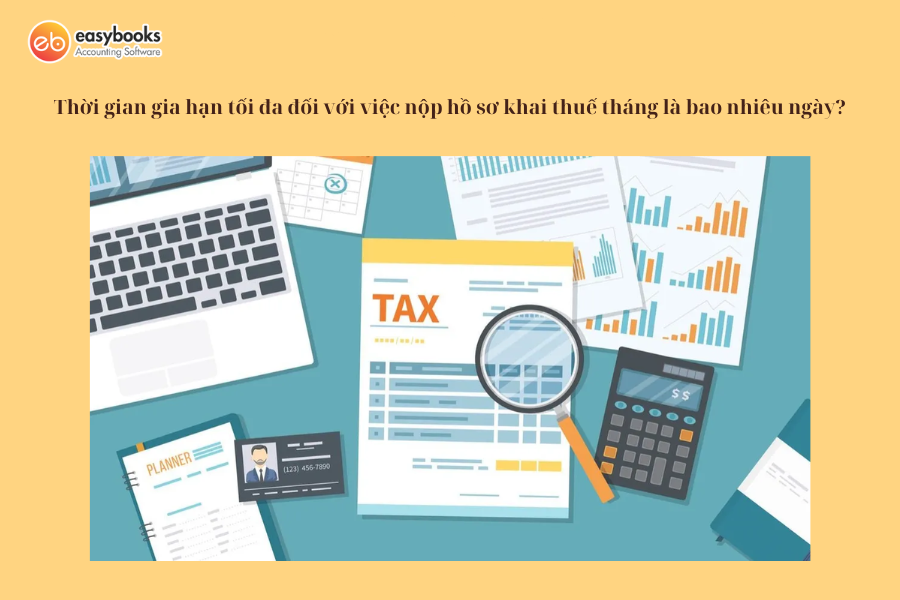 eb easybooks
Accounting Software
Thời gian gia hạn tối đa đối với việc nộp hồ sơ khai thuế tháng là bao nhiêu ngày?
TAX
$ $
PLANNER
(123) 456-7890